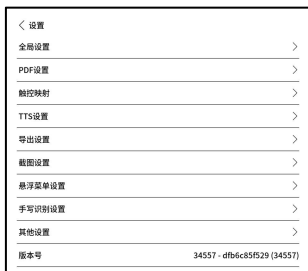 设置
全局设置
PDF设置
触控映射
TTS设置
导出设置
截图设置
悬浮菜单设置
手写识别设置
其他设置
版本号 34557 - dfb6c85f529 (34557)